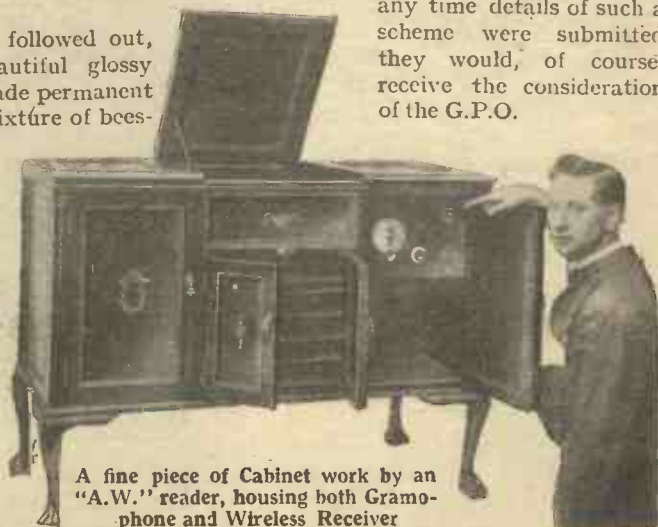 followed out,
autiful glossy
ade permanent
ixture of bees-
any time details of such a
scheme were submitted
they would, of course
receive the consideration
of the G.P.O.
A fine piece of Cabinet work by an
"A.W." reader, housing both Gramo-
phone and Wireless Receiver